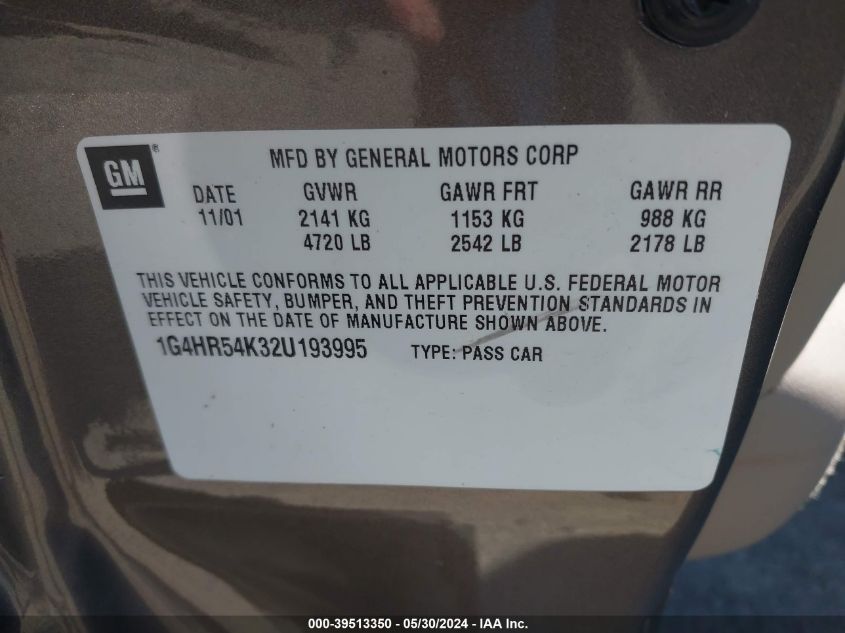 GM®
MFD BY GENERAL MOTORS CORP
DATE GVWR GAWR FRT GAWR RR
11/01 2141 KG 1153 KG 988 KG
4720 LB 2542 LB 2178 LB
THIS VEHICLE CONFORMS TO ALL APPLICABLE U.S. FEDERAL MOTOR
VEHICLE SAFETY, BUMPER, AND THEFT PREVENTION STANDARDS IN
EFFECT ON THE DATE OF MANUFACTURE SHOWN ABOVE.
1G4HR54K32U193995 TYPE: PASS CAR
000-39513350 - 05/30/2024 - IAA Inc.